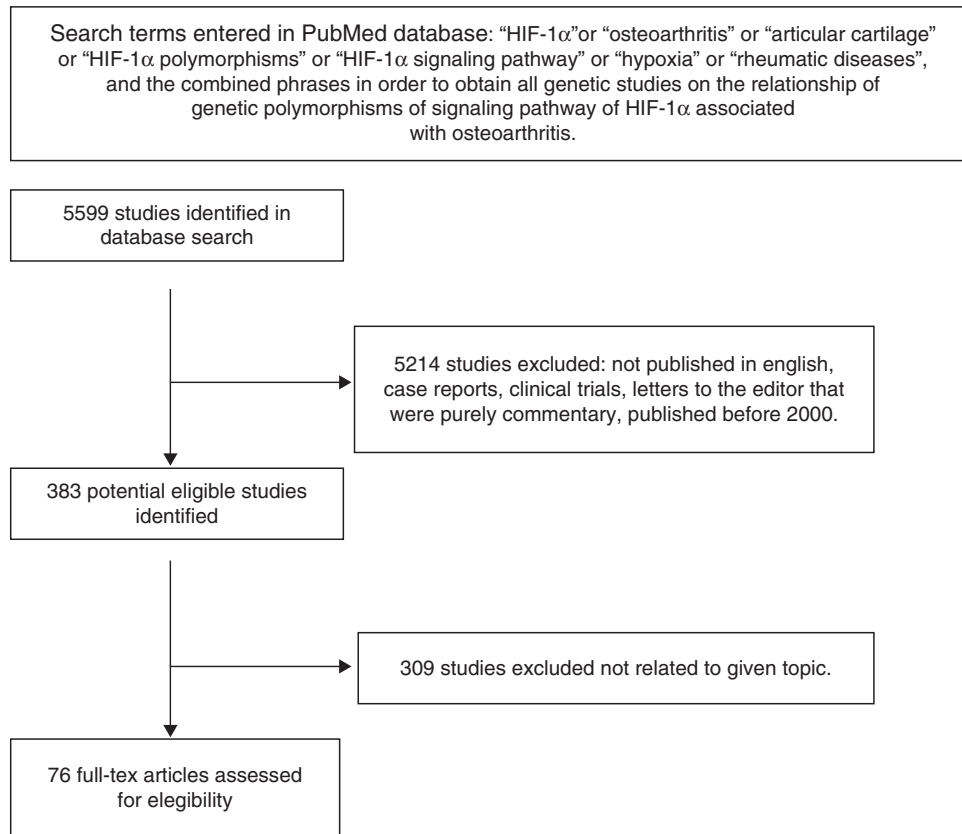 Search terms entered in PubMed database: “HIF-1α”or “osteoarthritis” or “articular cartilage”
or “HIF-1α polymorphisms” or “HIF-1α signaling pathway” or “hypoxia” or “rheumatic diseases”,
and the combined phrases in order to obtain all genetic studies on the relationship of
genetic polymorphisms of signaling pathway of HIF-1α associated
with osteoarthritis.
5599 studies identified in
database search
5214 studies excluded: not published in english,
case reports, clinical trials, letters to the editor that
were purely commentary, published before 2000.
383 potential eligible studies
identified
309 studies excluded not related to given topic.
76 full-tex articles assessed
for elegibility